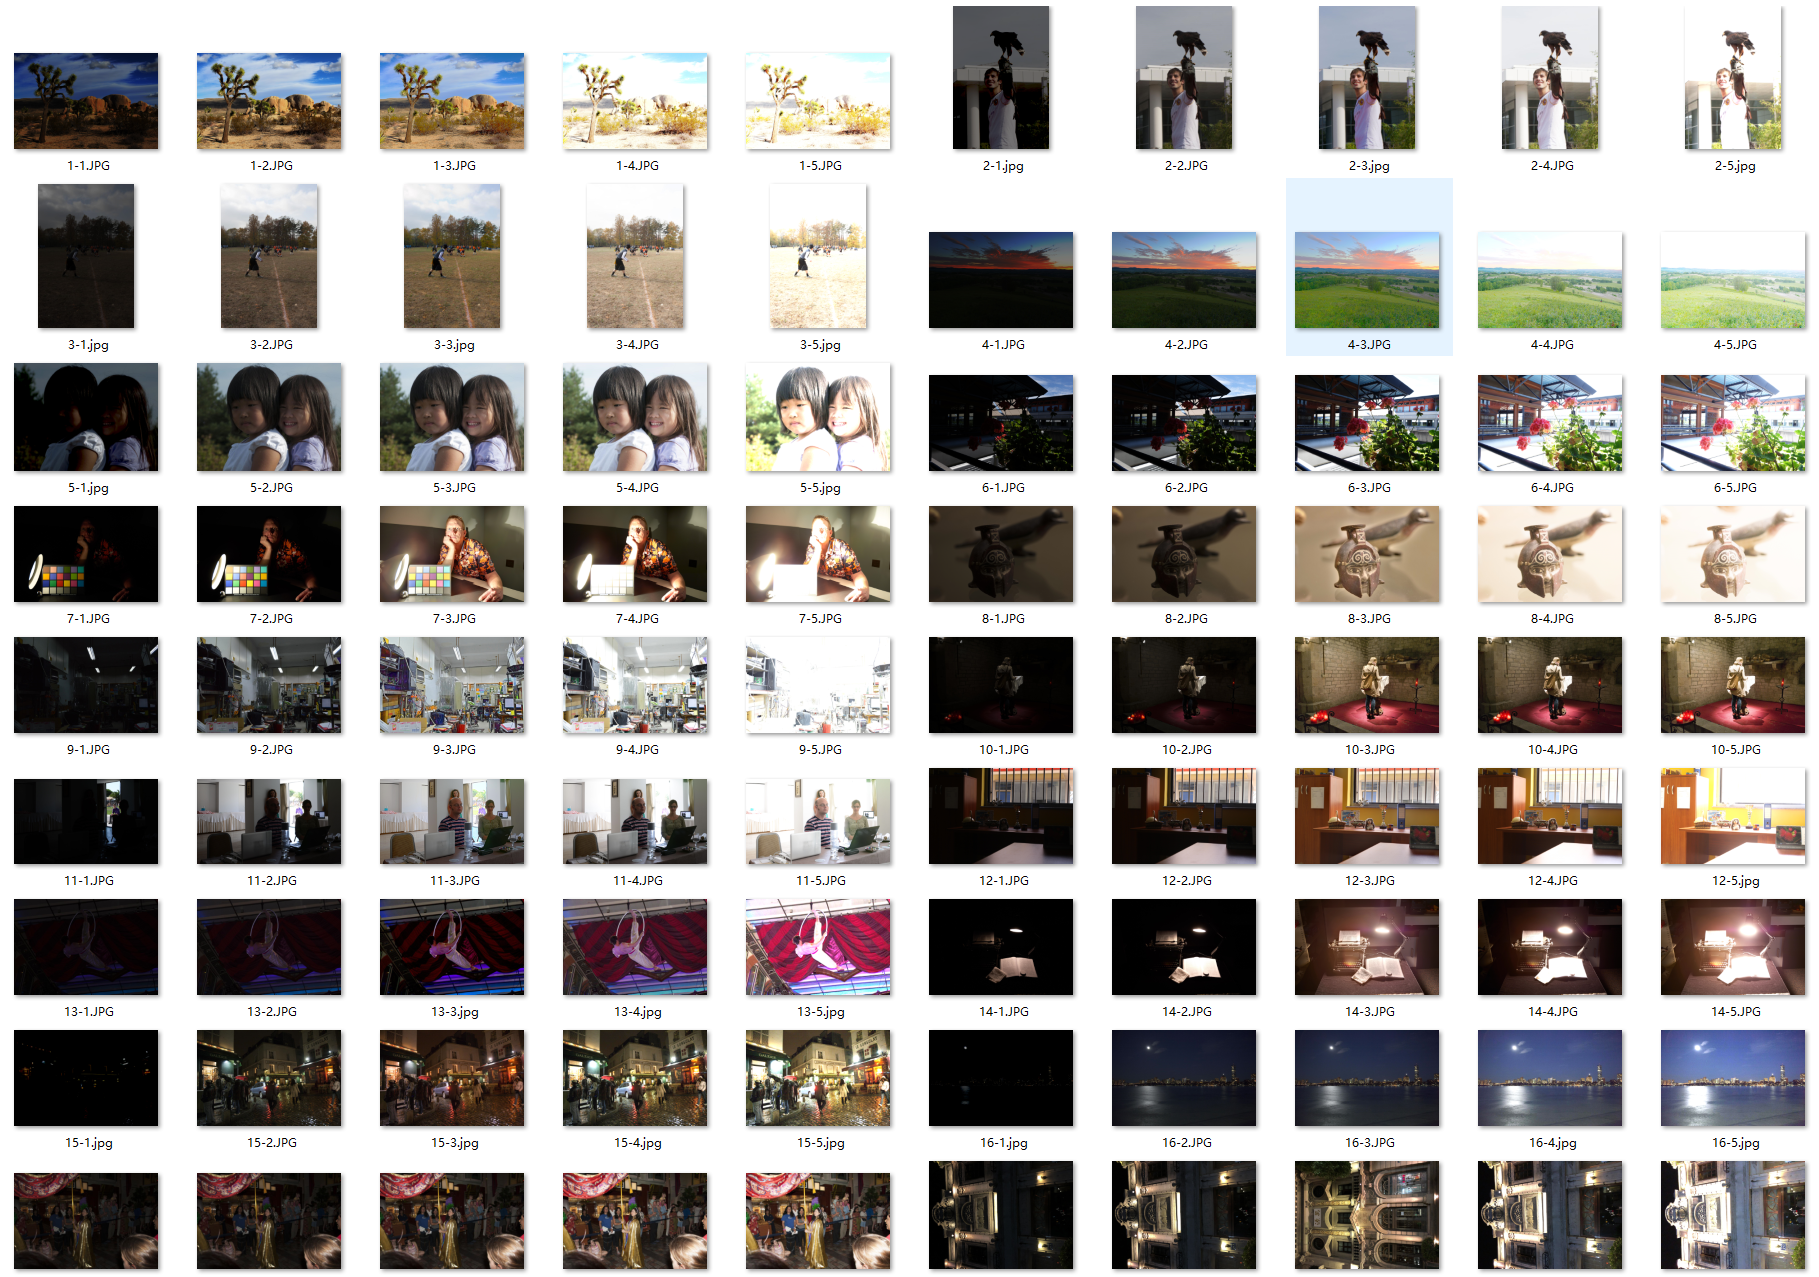 1-1.JPG 1-2.JPG 1-3.JPG 1-4.JPG 1-5.JPG 2-1.jpg 2-2.JPG 2-3.jpg 2-4.JPG 2-5.jpg
3-1.jpg 3-2.JPG 3-3.jpg 3-4.JPG 3-5.jpg 4-1.JPG 4-2.JPG 4-3.JPG 4-4.JPG 4-5.JPG
5-1.jpg 5-2.JPG 5-3.JPG 5-4.JPG 5-5.jpg 6-1.JPG 6-2.JPG 6-3.JPG 6-4.JPG 6-5.JPG
7-1.JPG 7-2.JPG 7-3.JPG 7-4.JPG 7-5.JPG 8-1.JPG 8-2.JPG 8-3.JPG 8-4.JPG 8-5.JPG
9-1.JPG 9-2.JPG 9-3.JPG 9-4.JPG 9-5.JPG 10-1.JPG 10-2.JPG 10-3.JPG 10-4.JPG 10-5.JPG
11-1.JPG 11-2.JPG 11-3.JPG 11-4.JPG 11-5.JPG 12-1.JPG 12-2.JPG 12-3.JPG 12-4.JPG 12-5.jpg
13-1.JPG 13-2.JPG 13-3.jpg 13-4.jpg 13-5.jpg 14-1.JPG 14-2.JPG 14-3.JPG 14-4.JPG 14-5.JPG
15-1.jpg 15-2.JPG 15-3.jpg 15-4.jpg 15-5.jpg 16-1.jpg 16-2.JPG 16-3.JPG 16-4.jpg 16-5.jpg